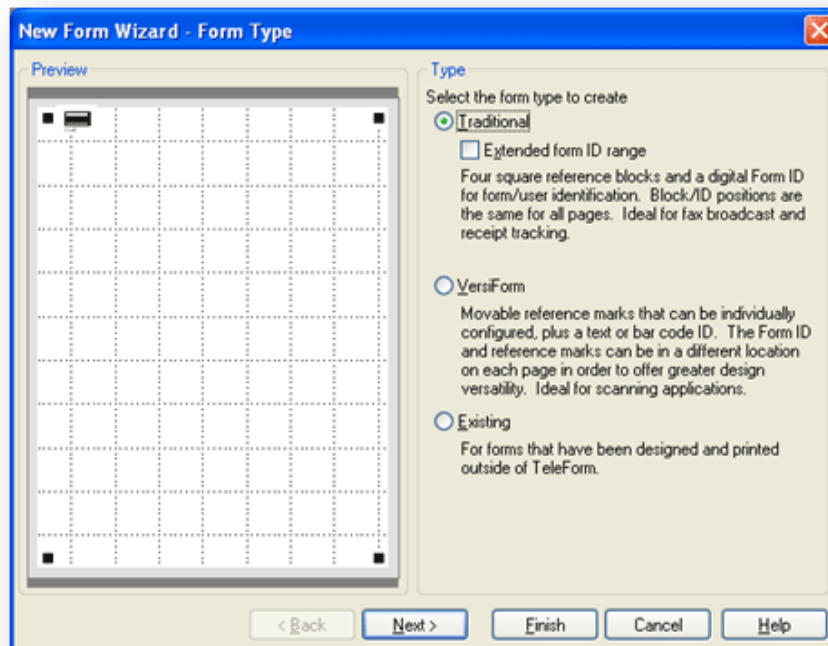 New Form Wizard - Form Type
Preview
Type
Select the form type to create
Traditional
Extended form ID range
Four square reference blocks and a digital Form ID
for form/user identification. Block/ID positions are
the same for all pages. Ideal for fax broadcast and
receipt tracking.
VersiForm
Movable reference marks that can be individually
configured, plus a text or bar code ID. The Form ID
and reference marks can be in a different location
on each page in order to offer greater design
versatility. Ideal for scanning applications.
Existing
For forms that have been designed and printed
outside of TeleForm.
< Back Next > Finish Cancel Help